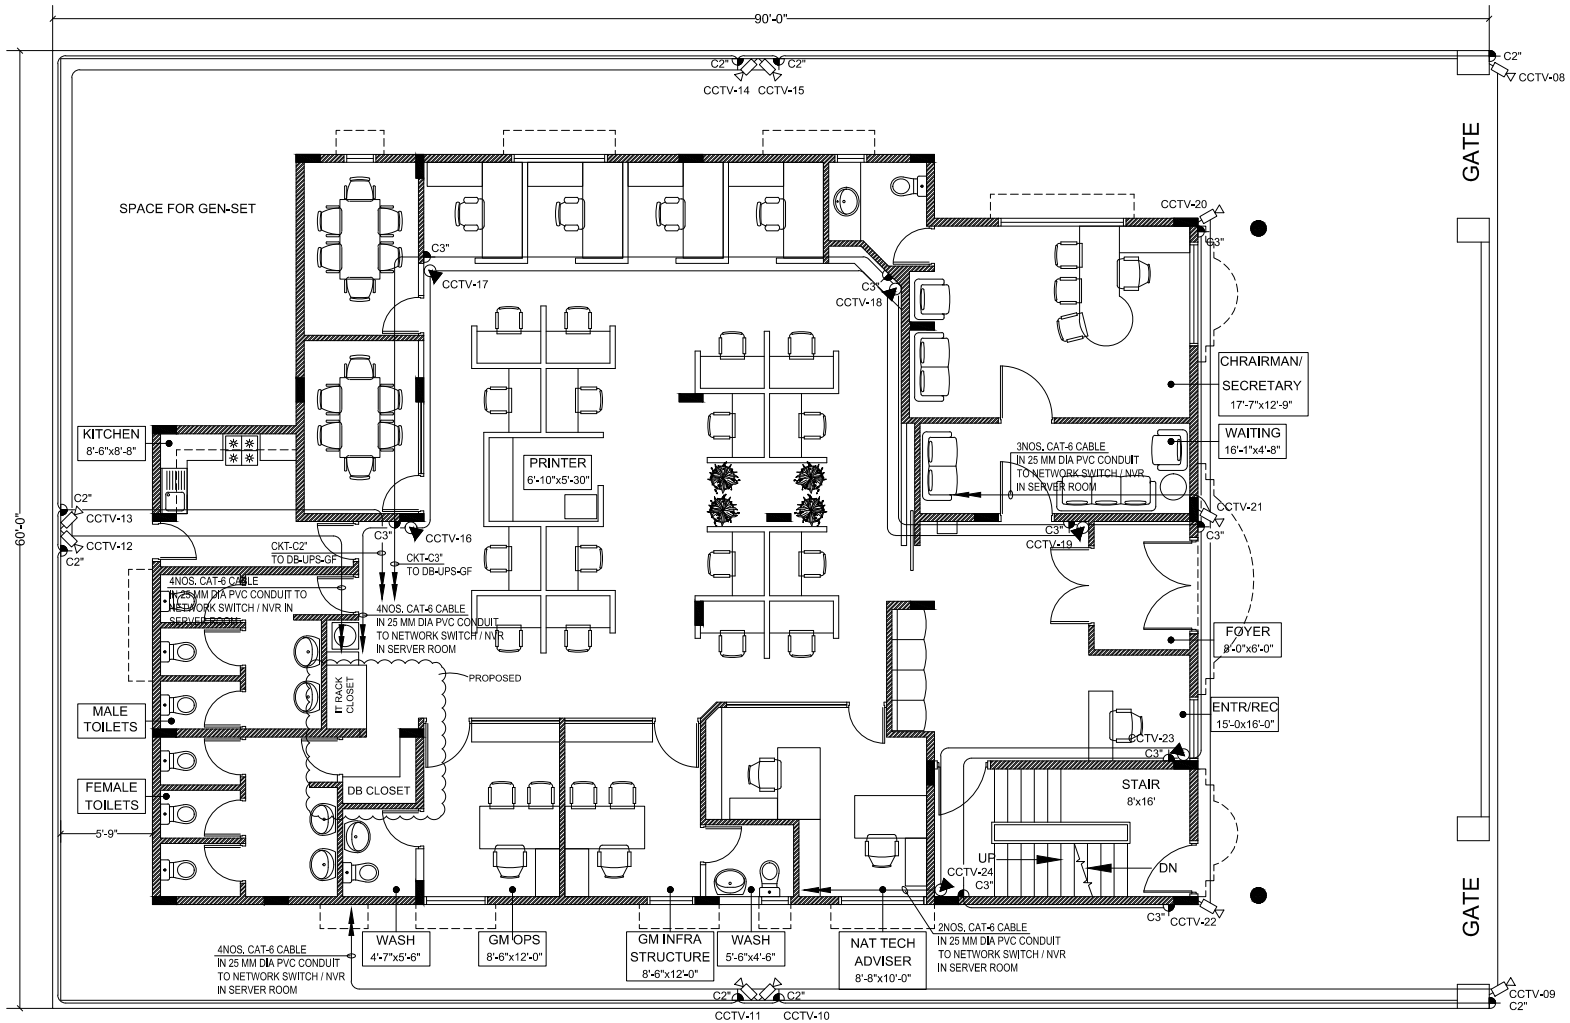 90'-0"
C2"
C2"
C2"
CCTV-14
CCTV-15
CCTV-08
GATE
SPACE FOR GEN-SET
CCTV-20
C3"
C3"
CCTV-17
C3"
CCTV-18
CHRAIRMAN/
SECRETARY
17'-7"x12'-9"
KITCHEN
8'-6"x8'-8"
WAITING
16'-1"x4'-8"
3NOS. CAT-6 CABLE
IN 25 MM DIA PVC CONDUIT
TO NETWORK SWITCH / NVR
IN SERVER ROOM
PRINTER
6'-10"x5'-30"
C2"
CCTV-13
CCTV-12
C2"
60'-0"
CCTV-21
C3"
C3"
CCTV-19
C3"
CCTV-16
CKT-C2"
TO DB-UPS-GF
CKT-C3"
TO DB-UPS-GF
4NOS. CAT-6 CABLE
IN 25 MM DIA PVC CONDUIT TO
NETWORK SWITCH / NVR IN
SERVER ROOM
4NOS. CAT-6 CABLE
IN 25 MM DIA PVC CONDUIT
TO NETWORK SWITCH / NVR
IN SERVER ROOM
FOYER
8'-0"x6'-0"
PROPOSED
IT RACK
CLOSET
MALE
TOILETS
ENTR/REC
15'-0x16'-0"
CCTV-23
C3"
FEMALE
TOILETS
DB CLOSET
STAIR
8'x16'
5'-9"
UP
DN
CCTV-24
C3"
C3"
CCTV-22
GATE
4NOS. CAT-6 CABLE
IN 25 MM DIA PVC CONDUIT
TO NETWORK SWITCH / NVR
IN SERVER ROOM
WASH
4'-7"x5'-6"
GM OPS
8'-6"x12'-0"
GM INFRA
STRUCTURE
8'-6"x12'-0"
WASH
5'-6"x4'-6"
NAT TECH
ADVISER
8'-8"x10'-0"
2NOS. CAT-6 CABLE
IN 25 MM DIA PVC CONDUIT
TO NETWORK SWITCH / NVR
IN SERVER ROOM
C2"
C2"
CCTV-11
CCTV-10
CCTV-09
C2"